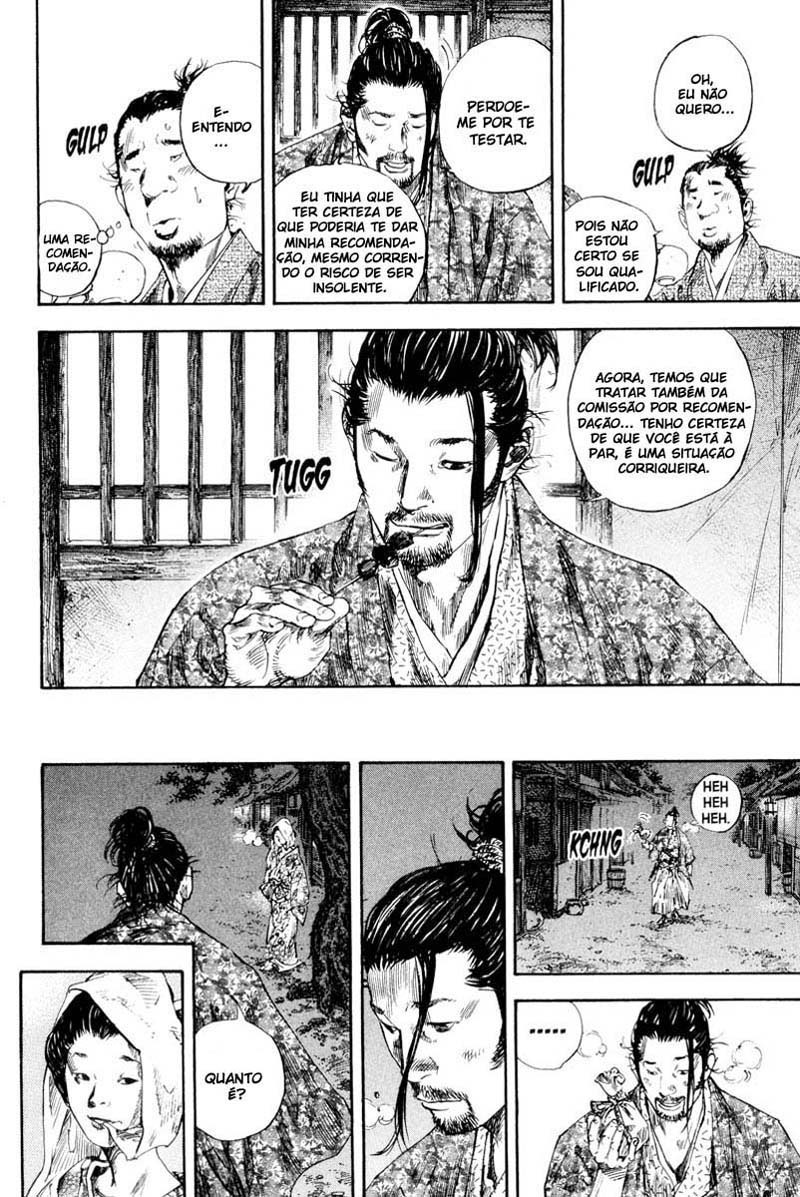 OH,
EU NÃO
QUERO...
GULP
POIS NÃO
ESTOU
CERTO SE
SOU QUA-
LIFICADO.
PERDOE-
ME POR TE
TESTAR.
EU TINHA QUE
TER CERTEZA DE
QUE PODERIA TE DAR
MINHA RECOMENDA-
ÇÃO, MESMO CORREN-
DO O RISCO DE SER
INSOLENTE.
E-
ENTENDO
...
GULP
UMA RE-
COMEN-
DAÇÃO.
AGORA, TEMOS QUE
TRATAR TAMBÉM DA
COMISSÃO POR RECOMEN-
DAÇÃO... TENHO CERTEZA
DE QUE VOCÊ ESTÁ À
PAR, É UMA SITUAÇÃO
CORRIQUEIRA.
TUGG
HEH
HEH
HEH.
KCHNG
......
QUANTO
É?